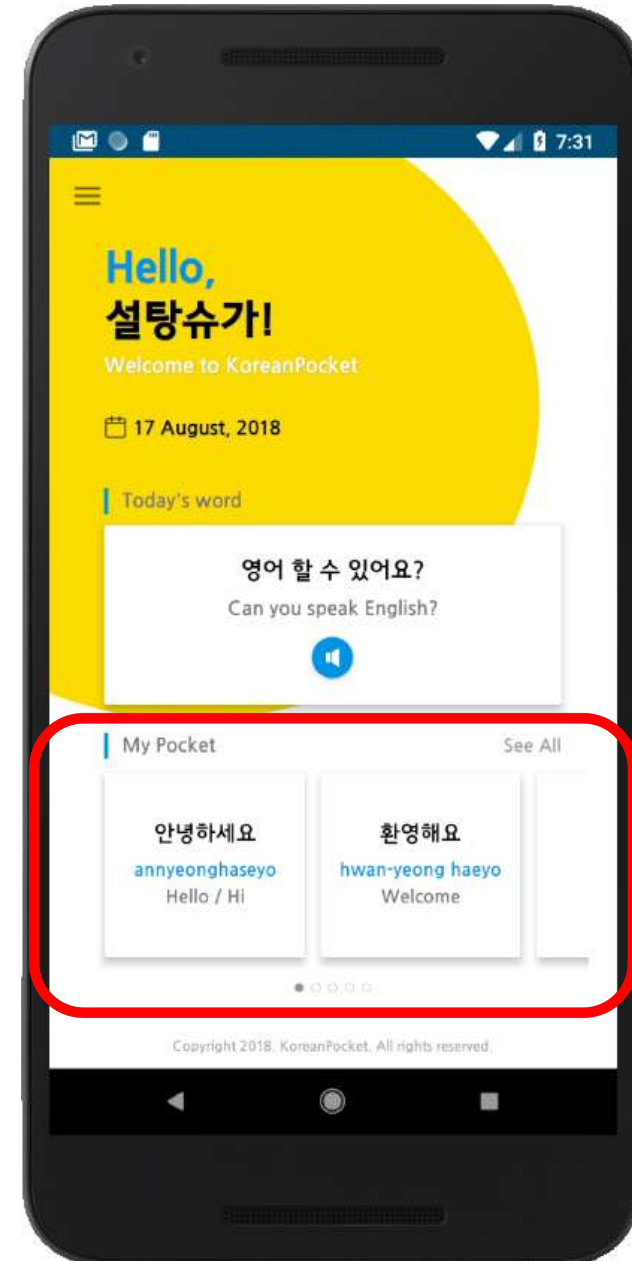 7:31
Hello,
설탕슈가!
Welcome to KoreanPocket
17 August, 2018
Today's word
영어 할 수 있어요?
Can you speak English?
My Pocket See All
안녕하세요 환영해요
annyeonghaseyo hwan-yeong haeyo
Hello / Hi Welcome
Copyright 2018. KoreanPocket. All rights reserved.